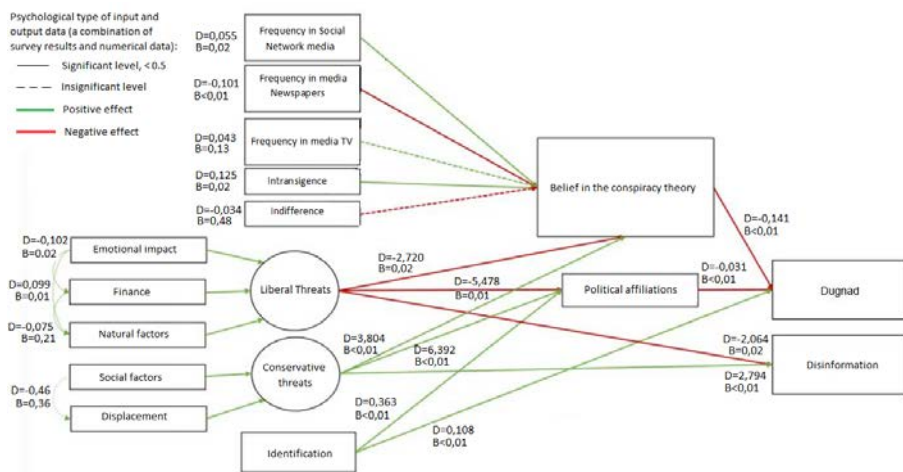 Psychological type of input and
output data (a combination of
survey results and numerical data):
Significant level, <0.5
Insignificant level
Positive effect
Negative effect
D=0,055
B=0,02
Frequency in Social
Network media
D=-0,101
B<0,01
Frequency in media
Newspapers
D=0,043
B=0,13
Frequency in media TV
D=0,125
B=0,02
Intransigence
D=-0,034
B=0,48
Indifference
Belief in the conspiracy theory
D=-0,141
B<0,01
D=-0,102
B=0,02
Emotional impact
D=0,099
B=0,01
Finance
D=-0,075
B=0,21
Natural factors
D=-0,46
B=0,36
Social factors
Displacement
Liberal Threats
Conservative
threats
Identification
D=-2,720
B=0,02
D=-5,478
B=0,01
D=-0,031
B<0,01
Political affiliations
Dugnad
D=3,804
B<0,01
D=6,392
B<0,01
D=-2,064
B=0,02
Disinformation
D=2,794
B<0,01
D=0,363
B<0,01
D=0,108
B<0,01